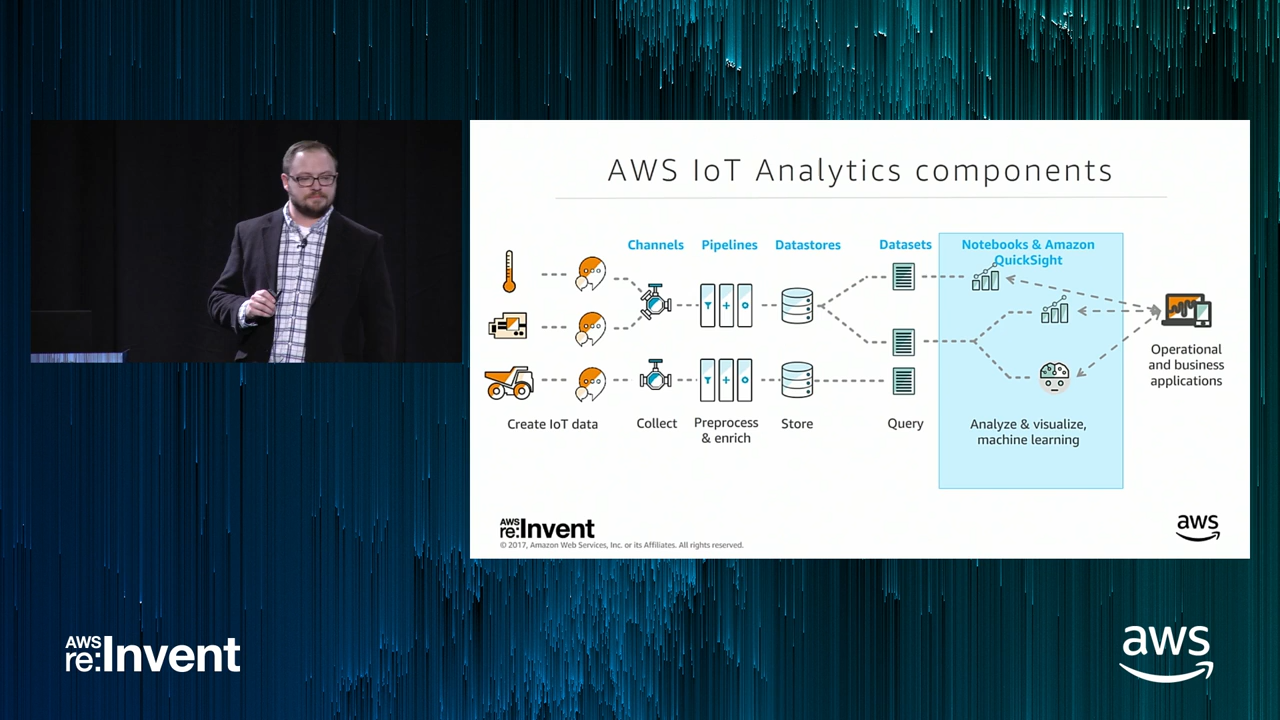 AWS IoT Analytics components
Channels
Pipelines
Datastores
Datasets
Notebooks & Amazon
QuickSight
Create IoT data
Collect
Preprocess
& enrich
Store
Query
Analyze & visualize,
machine learning
Operational
and business
applications
AWS
re:Invent
© 2017, Amazon Web Services, Inc. or its Affiliates. All rights reserved.
aws
AWS
re:Invent
aws